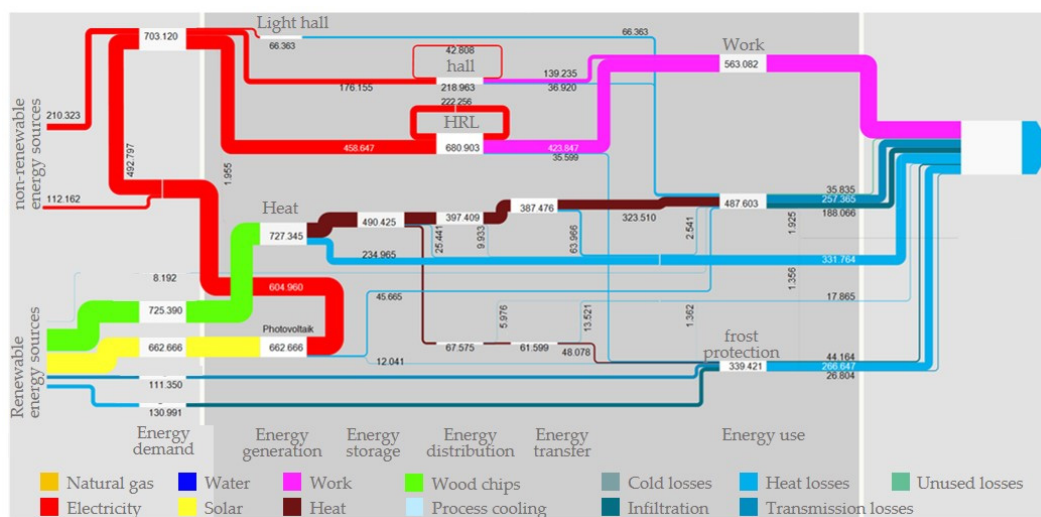 Light hall
703.120
66.363
66.363
42.808
hall
Work
139.235
563.082
176.155
218.963
36.920
210.323
222.256
HRL
non-renewable
energy sources
492.797
1.955
458.647
680.903
423.847
35.599
112.162
35.835
257.365
188.066
Heat
387.476
487.603
490.425
397.409
323.510
727.345
25.441
9.933
63.966
2.541
1.925
234.965
331.764
8.192
604.960
45.665
1.356
17.865
725.390
5.976
13.521
1.362
Photovoltaik
frost
protection
662.666
662.666
67.575
61.599
48.078
12.041
44.164
339.421
266.647
26.804
Renewable
energy sources
111.350
130.991
Energy
demand
Energy
generation
Energy
storage
Energy
distribution
Energy
transfer
Energy use
Natural gas
Water
Work
Wood chips
Cold losses
Heat losses
Unused losses
Electricity
Solar
Heat
Process cooling
Infiltration
Transmission losses